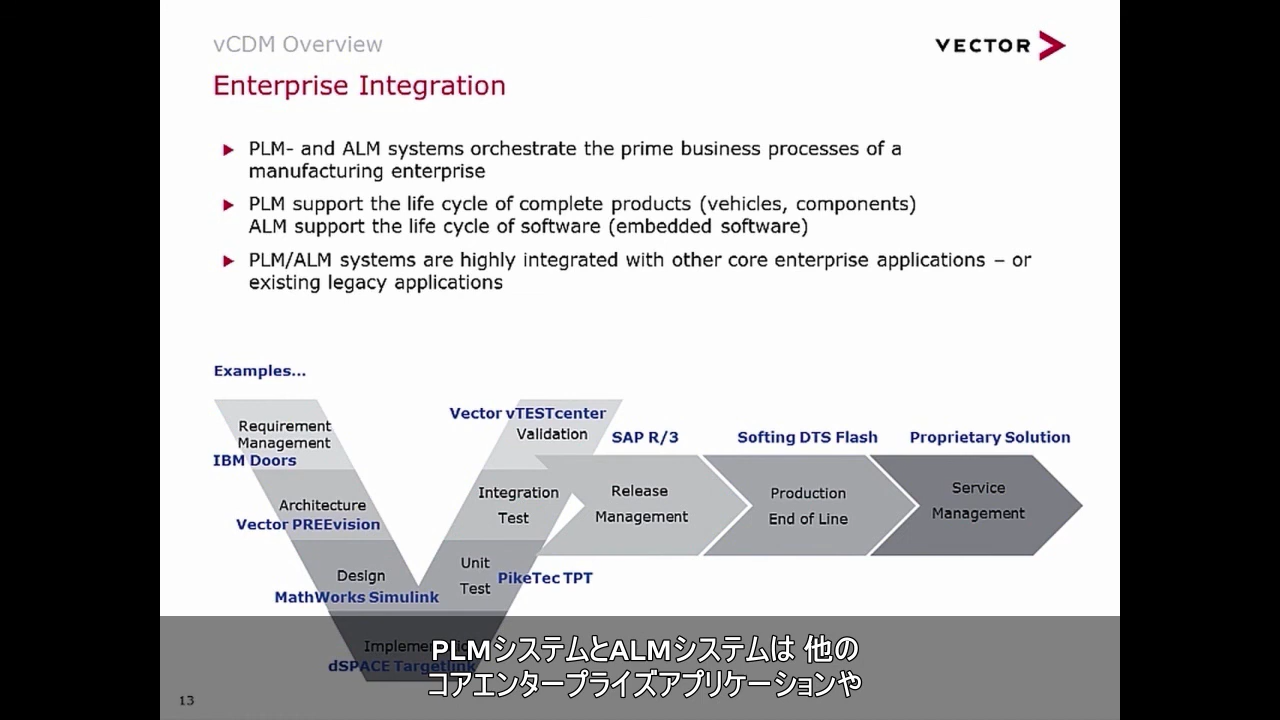 vCDM Overview
VECTOR
Enterprise Integration
PLM- and ALM systems orchestrate the prime business processes of a
manufacturing enterprise
PLM support the life cycle of complete products (vehicles, components)
ALM support the life cycle of software (embedded software)
PLM/ALM systems are highly integrated with other core enterprise applications – or
existing legacy applications
Examples...
Requirement
Management
IBM Doors
Architecture
Vector PREEvision
Design
MathWorks Simulink
dSPACE Targetlink
Unit
Test
PikeTec TPT
Integration
Test
Vector vTESTcenter
Validation
SAP R/3
Release
Management
Softing DTS Flash
Production
End of Line
Proprietary Solution
Service
Management
PLMシステムとALMシステムは 他の
コアエンタープライズアプリケーションや
13